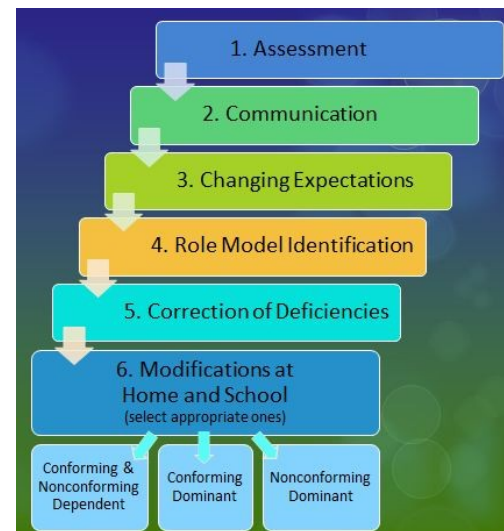 1. Assessment
2. Communication
3. Changing Expectations
4. Role Model Identification
5. Correction of Deficiencies
6. Modifications at
Home and School
(select appropriate ones)
Conforming &
Nonconforming
Dependent
Conforming
Dominant
Nonconforming
Dominant